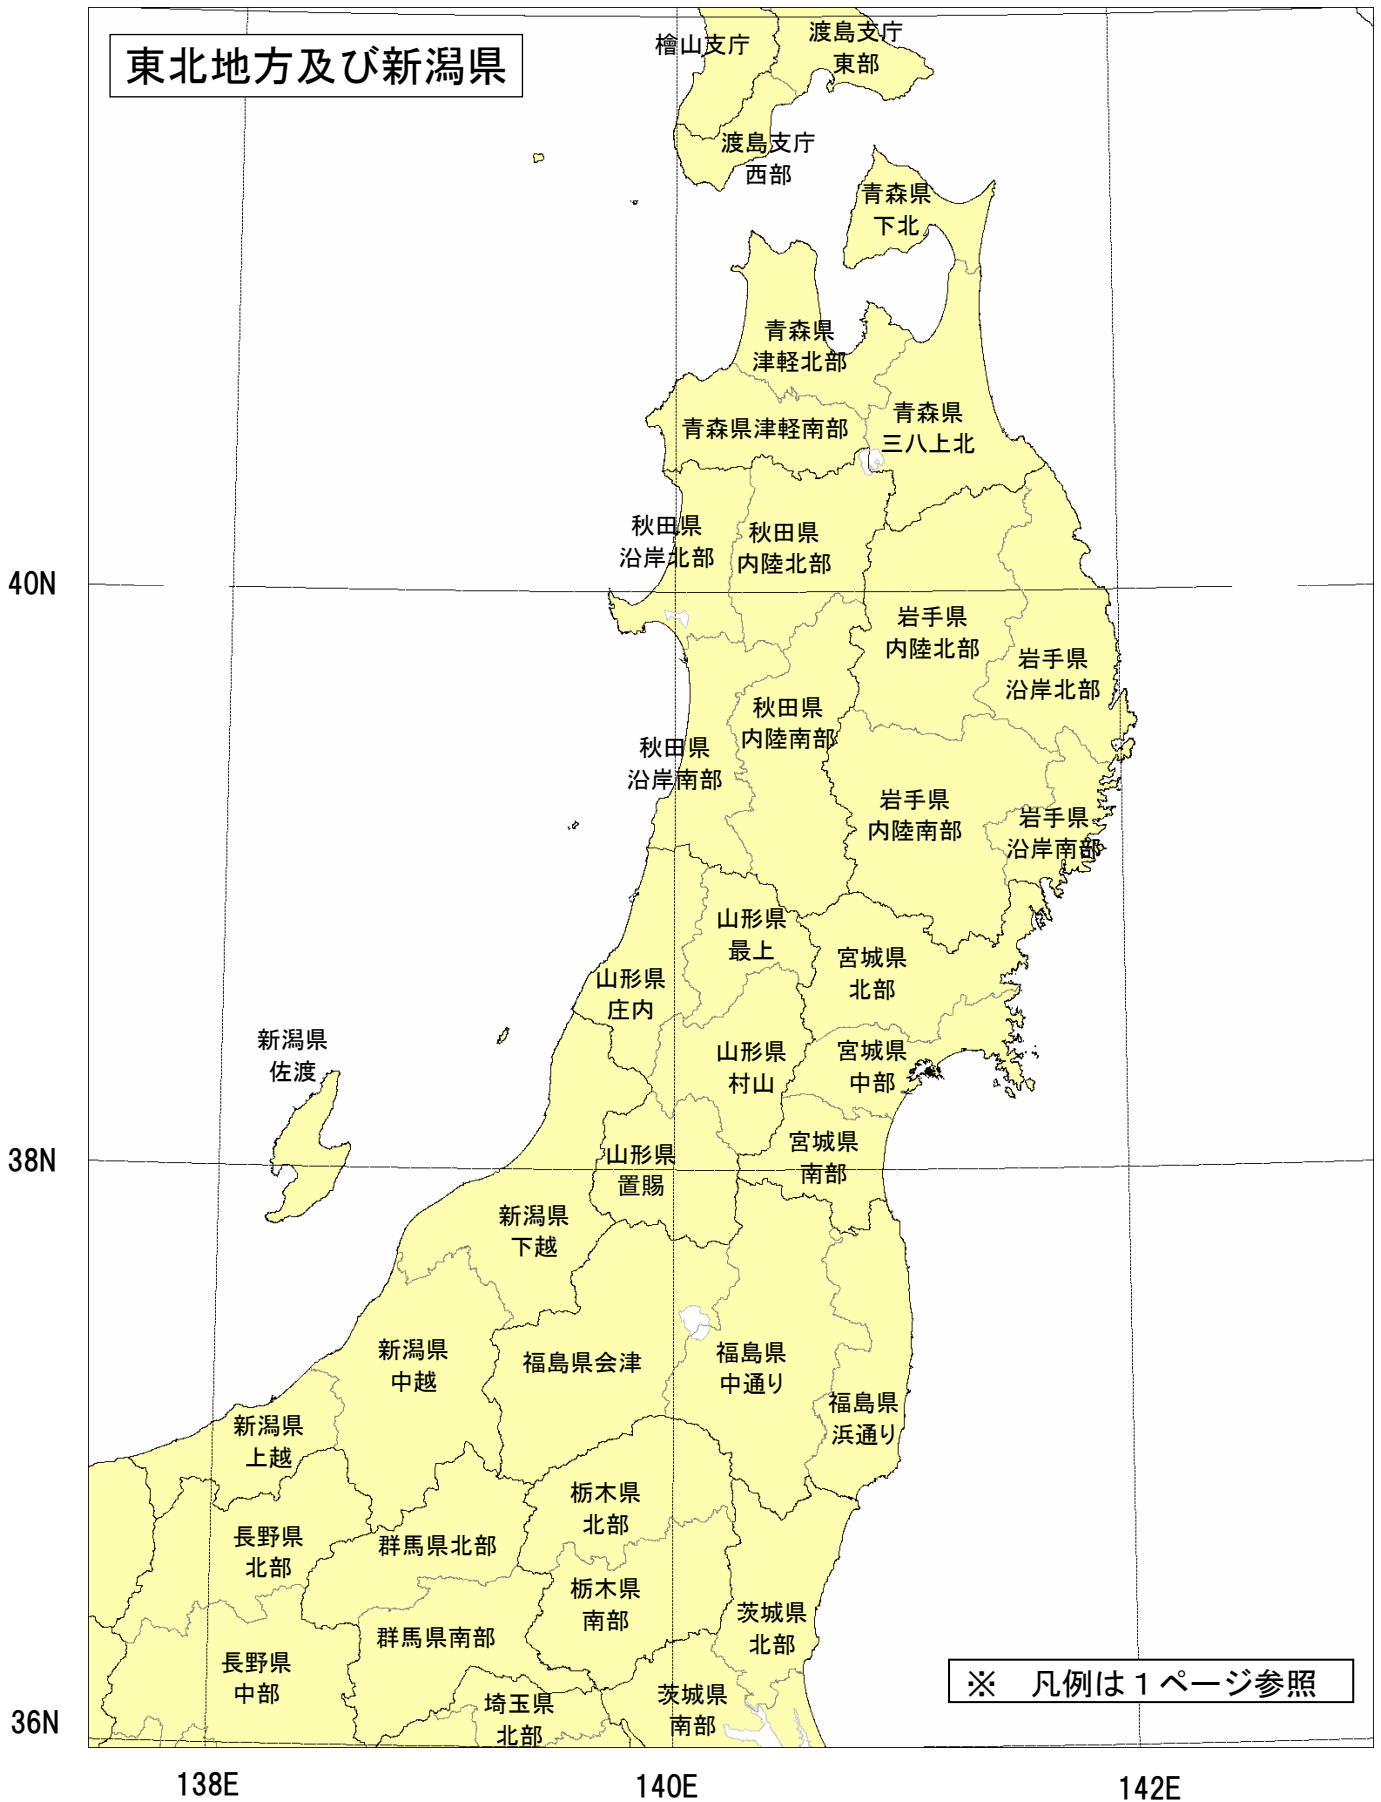 東北地方及び新潟県
檜山支庁
渡島支庁
東部
渡島支庁
西部
青森県
下北
青森県
津軽北部
青森県津軽南部
青森県
三八上北
秋田県
沿岸北部
秋田県
内陸北部
40N
岩手県
内陸北部
岩手県
沿岸北部
秋田県
内陸南部
秋田県
沿岸南部
岩手県
内陸南部
岩手県
沿岸南部
山形県
最上
宮城県
北部
山形県
庄内
新潟県
佐渡
山形県
村山
宮城県
中部
38N
山形県
置賜
宮城県
南部
新潟県
下越
新潟県
中越
福島県会津
福島県
中通り
福島県
浜通り
新潟県
上越
栃木県
北部
長野県
北部
群馬県北部
栃木県
南部
茨城県
北部
群馬県南部
長野県
中部
埼玉県
北部
茨城県
南部
※　凡例は１ページ参照
36N
138E
140E
142E